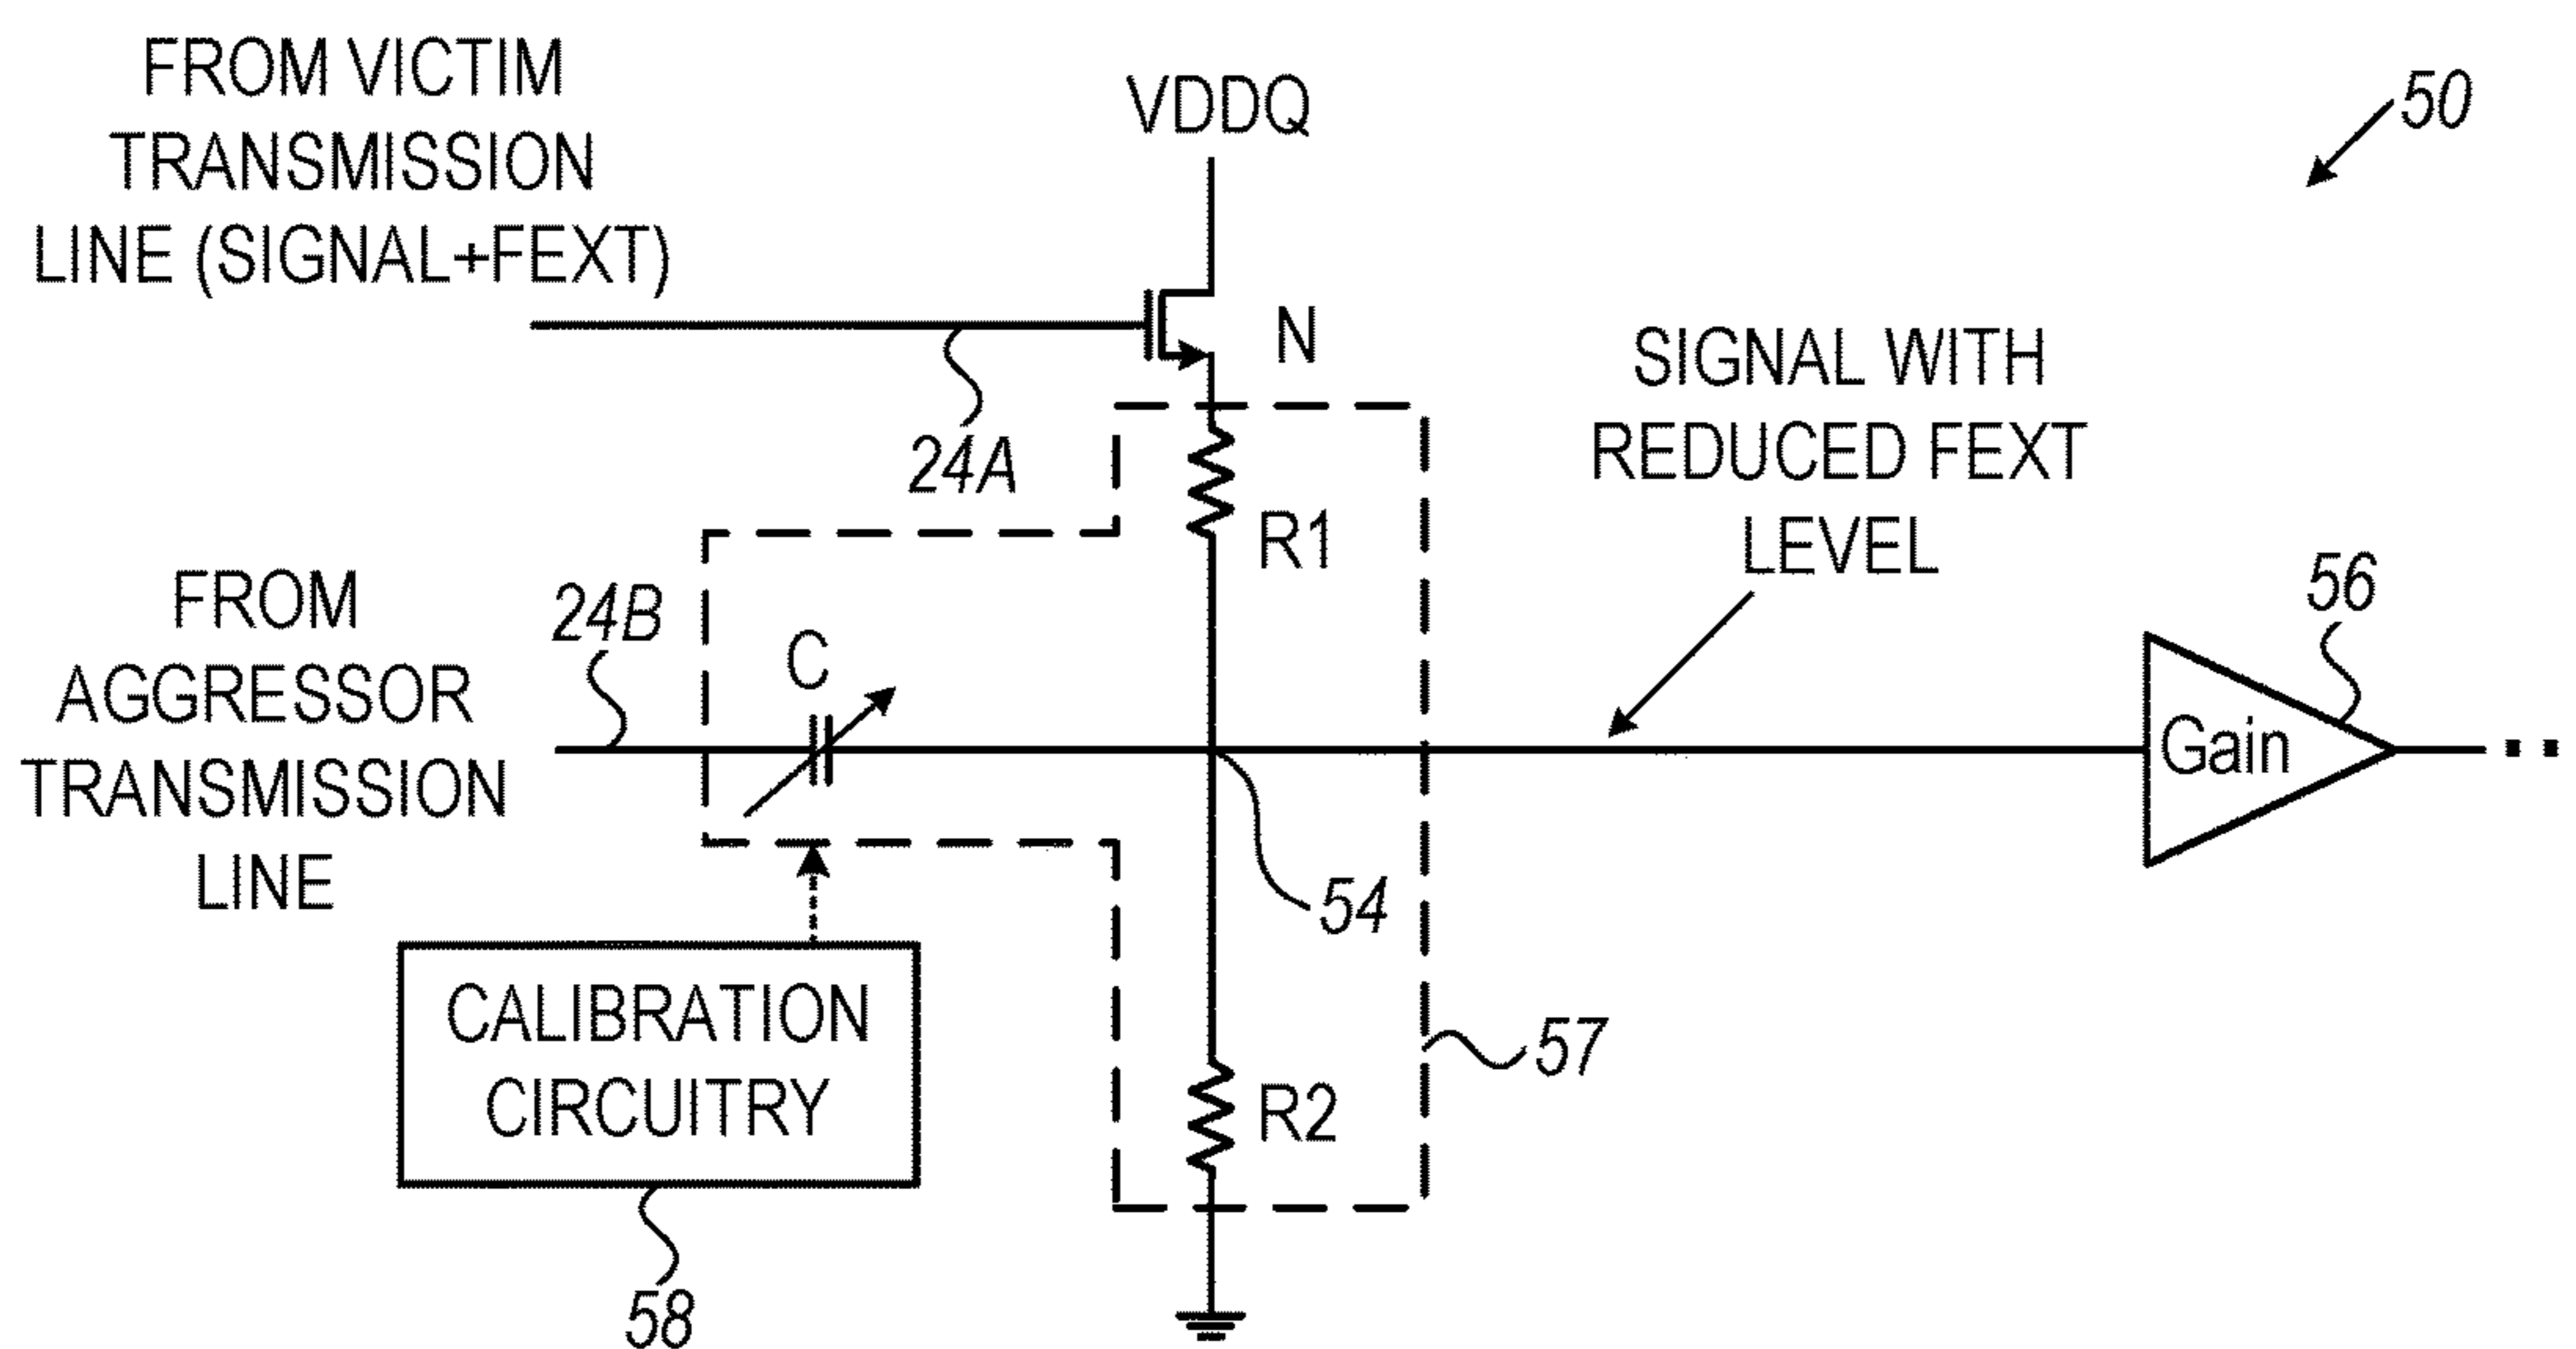 FROM VICTIM
TRANSMISSION
LINE (SIGNAL+FEXT)
VDDQ
50
N
24A
R1
SIGNAL WITH
REDUCED FEXT
LEVEL
FROM
AGGRESSOR
TRANSMISSION
LINE
24B
C
56
Gain
54
CALIBRATION
CIRCUITRY
57
R2
58